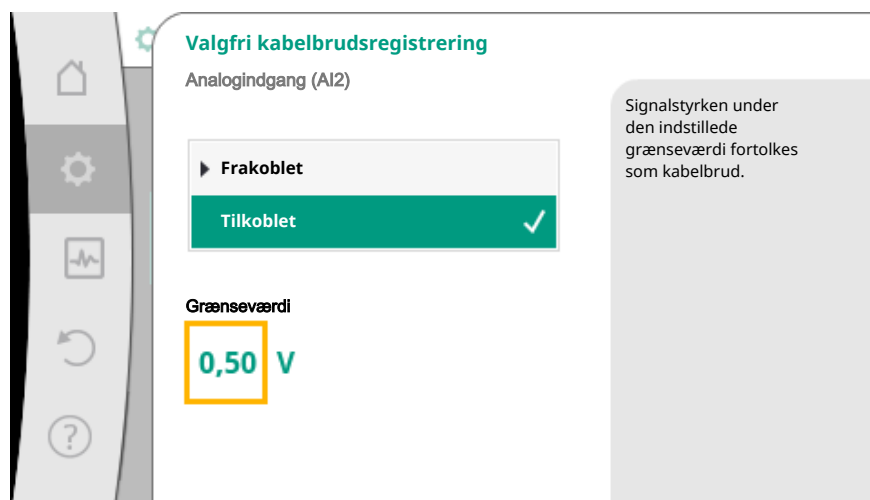 Valgfri kabelbrudsregistrering
Analogindgang (AI2)
Frakoblet
Tilkoblet
Grænseværdi
0,50 V
Signalstyrken under
den indstillede
grænseværdi fortolkes
som kabelbrud.